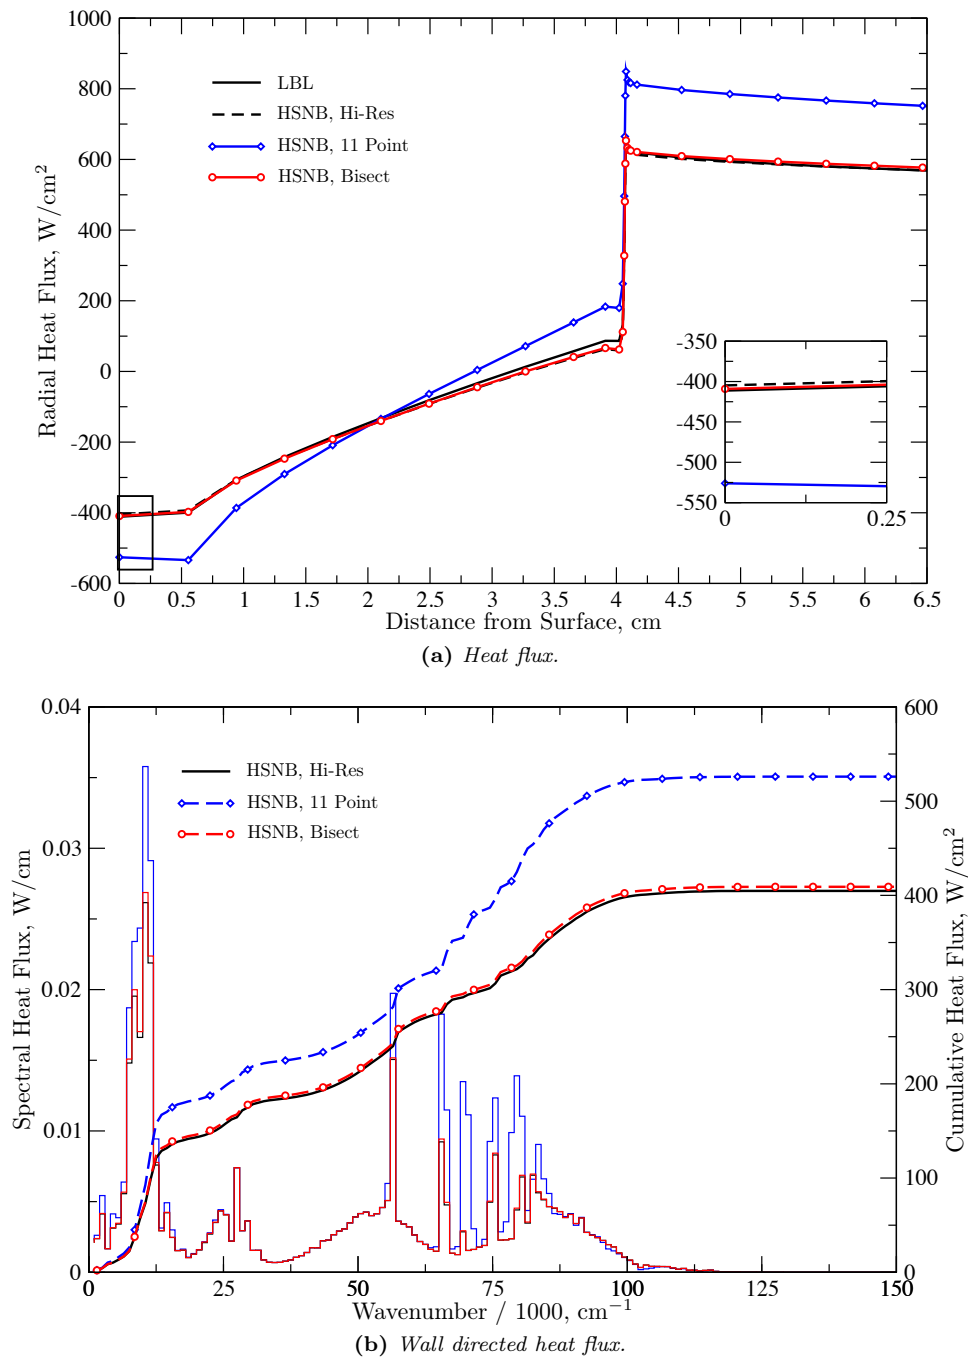 1000
800
600
400
200
0
-200
-400
-600
Radial Heat Flux, W/cm²
LBL
HSNB, Hi-Res
HSNB, 11 Point
HSNB, Bisect
-350
-400
-450
-500
-550
0 0.25
0 0.5 1 1.5 2 2.5 3 3.5 4 4.5 5 5.5 6 6.5
Distance from Surface, cm
(a) Heat flux.
0.04
0.03
0.02
0.01
0
Spectral Heat Flux, W/cm
HSNB, Hi-Res
HSNB, 11 Point
HSNB, Bisect
600
500
400
300
200
100
0
Cumulative Heat Flux, W/cm²
0 25 50 75 100 125 150
Wavenumber / 1000, cm⁻¹
(b) Wall directed heat flux.